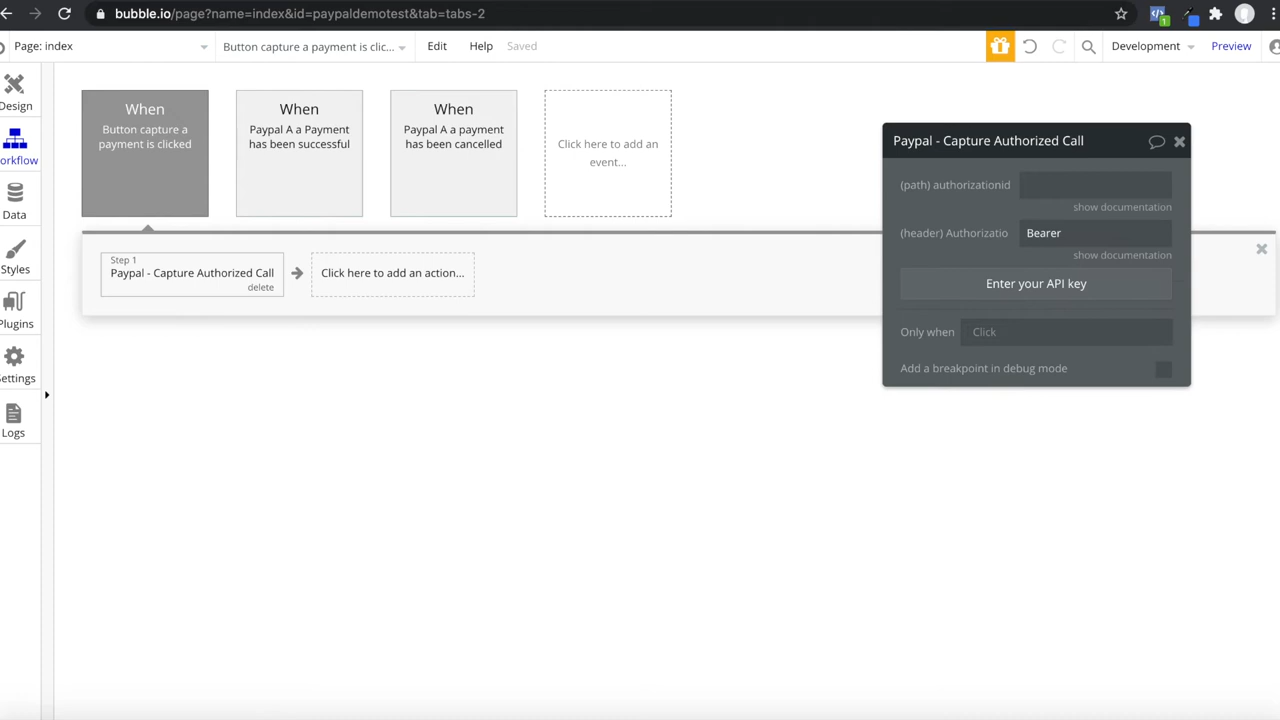 bubble.io/page?name=index&id=paypaldemotest&tab=tabs-2
1
Page: index
Button capture a payment is clic...
Edit
Help
Saved
Development
Preview
Design
orkflow
Data
Styles
Plugins
Settings
Logs
When
Button capture a
payment is clicked
When
Paypal A a Payment
has been successful
When
Paypal A a payment
has been cancelled
Click here to add an
event...
Step 1
Paypal - Capture Authorized Call
delete
Click here to add an action...
Paypal - Capture Authorized Call
(path) authorizationid
show documentation
(header) Authorizatio
Bearer
show documentation
Enter your API key
Only when
Click
Add a breakpoint in debug mode